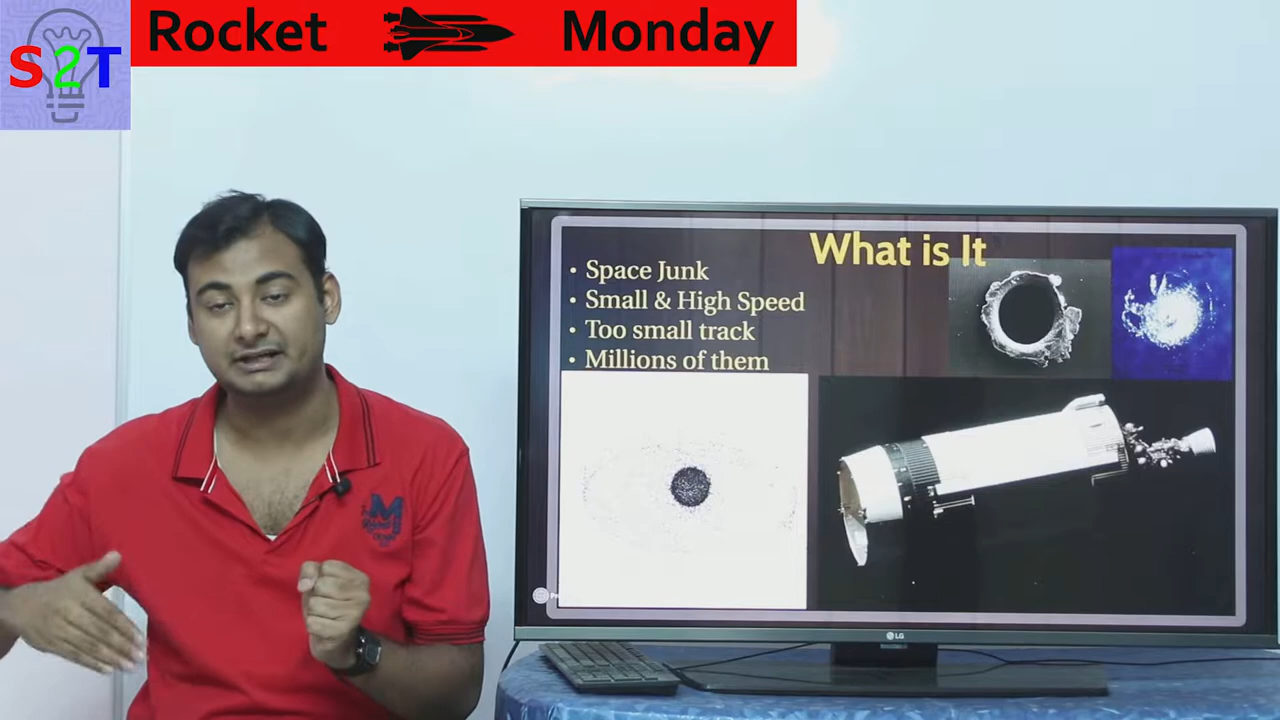 S2T
Rocket Monday
What is It
• Space Junk
• Small & High Speed
• Too small track
• Millions of them
LG
M